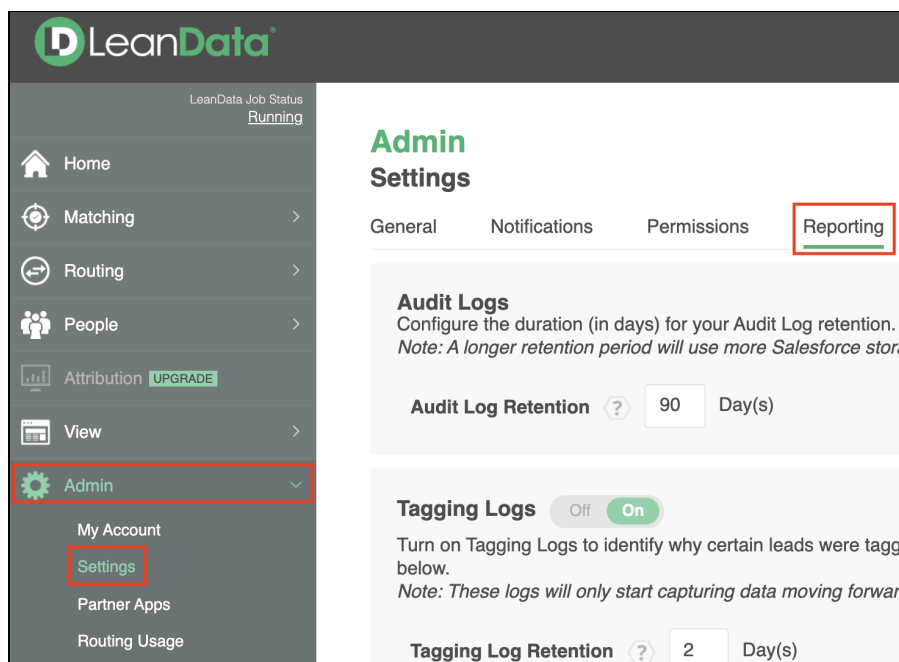 LeanData
LeanData Job Status
Running
Home
Matching
Routing
People
Attribution UPGRADE
View
Admin
My Account
Settings
Partner Apps
Routing Usage
Admin
Settings
General Notifications Permissions Reporting
Audit Logs
Configure the duration (in days) for your Audit Log retention.
Note: A longer retention period will use more Salesforce
Audit Log Retention ? 90 Day(s)
Tagging Logs Off On
Turn on Tagging Logs to identify why certain leads were
below.
Note: These logs will only start capturing data moving
Tagging Log Retention ? 2 Day(s)